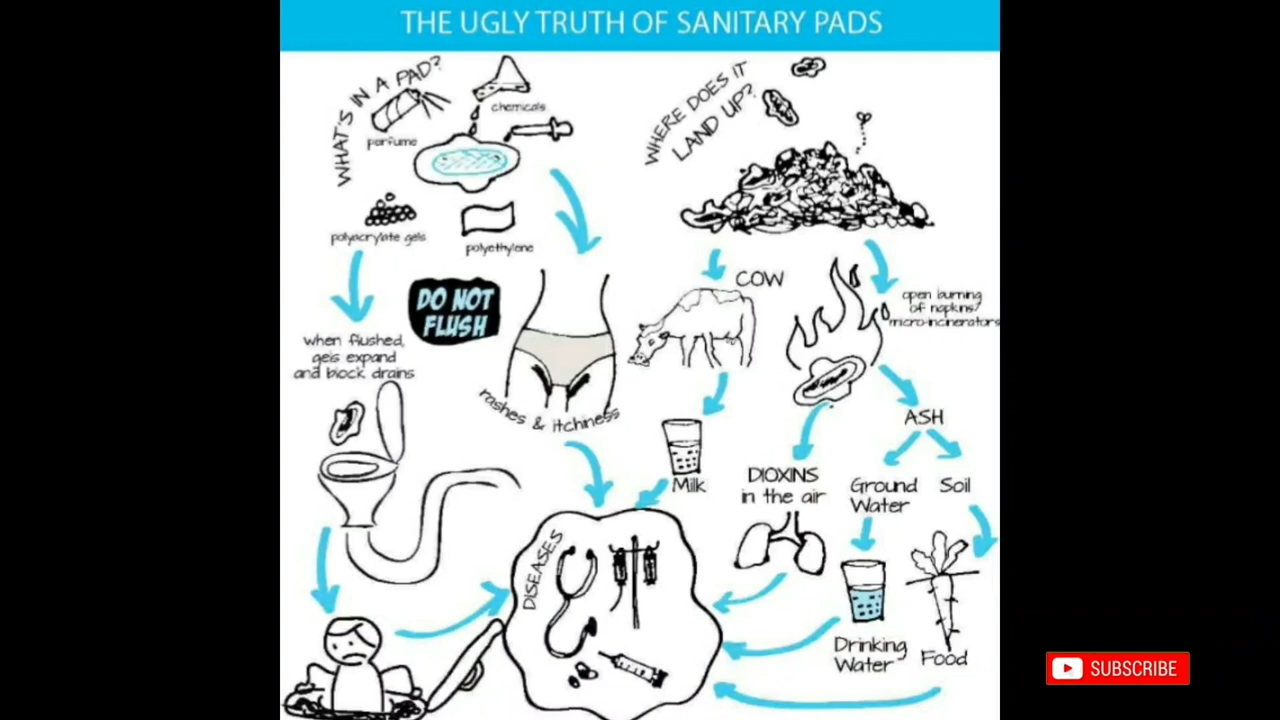 THE UGLY TRUTH OF SANITARY PADS
WHAT'S IN A PAD?
perfume
chemicals
polyacrylate gels
polyethylene
WHERE DOES IT
LAND UP?
DO NOT
FLUSH
when flushed,
gels expand
and block drains
rashes & itchiness
COW
open burning
of napkins/
micro-incinerators
ASH
Milk
DIOXINS
in the air
Ground
Water
Soil
DISEASES
Drinking
Water
Food
SUBSCRIBE